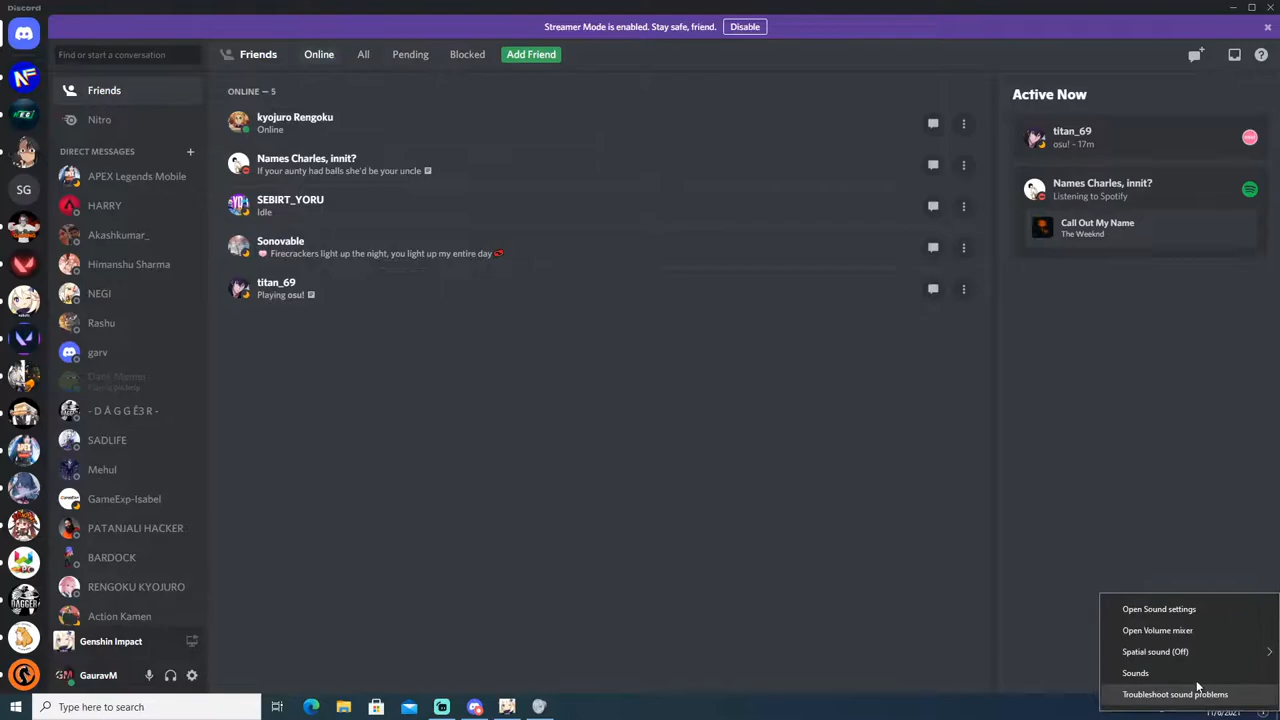 Discord
Streamer Mode is enabled. Stay safe, friend. Disable
Find or start a conversation
Friends Online All Pending Blocked Add Friend
Friends
Nitro
DIRECT MESSAGES
APEX Legends Mobile
HARRY
Akashkumar_
Himanshu Sharma
NEGI
Rashu
garv
- D Å G G Ê3 R -
SADLIFE
Mehul
GameExp-Isabel
PATANJALI HACKER
BARDOCK
RENGOKU KYOJURO
Action Kamen
Genshin Impact
GauravM
SG
ONLINE — 5
kyojuro Rengoku
Online
Names Charles, innit?
If your aunty had balls she'd be your uncle
SEBIRT_YORU
Idle
Sonovable
Firecrackers light up the night, you light up my entire day
titan_69
Playing osu!
Active Now
titan_69
osu! - 17m
Names Charles, innit?
Listening to Spotify
Call Out My Name
The Weeknd
Open Sound settings
Open Volume mixer
Spatial sound (Off)
Sounds
Troubleshoot sound problems
Type here to search